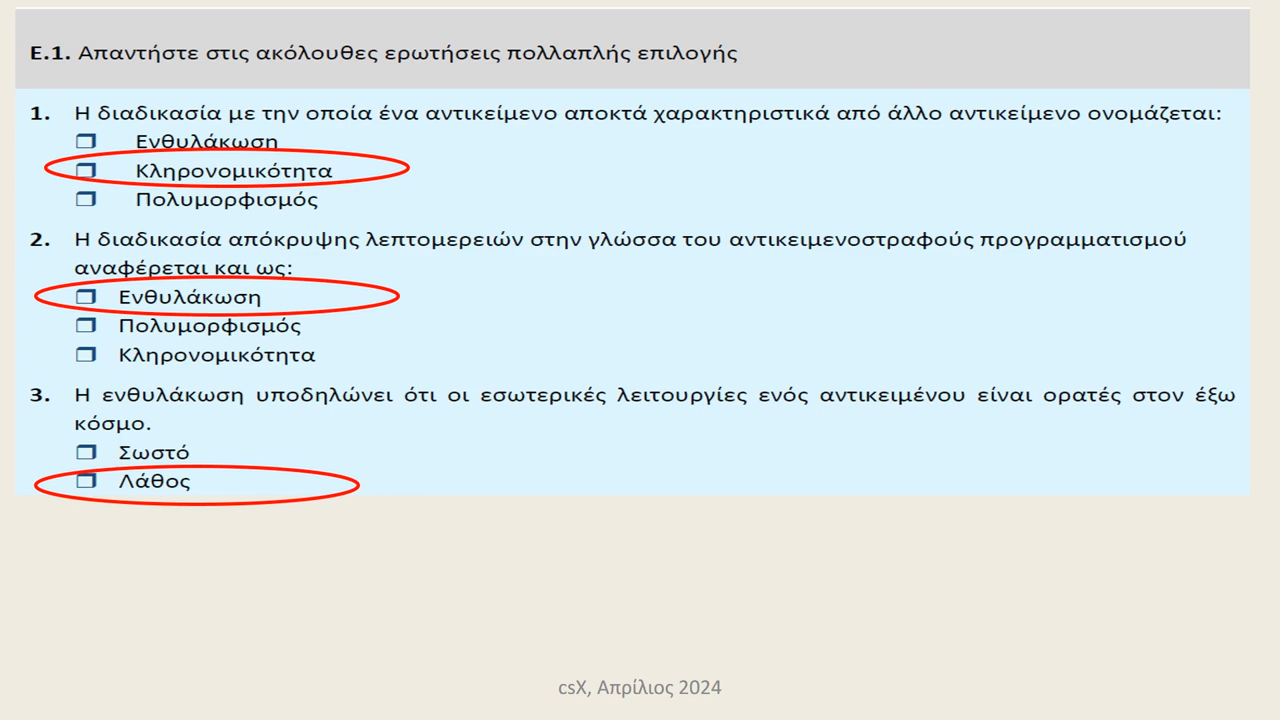 Ε.1. Απαντήστε στις ακόλουθες ερωτήσεις πολλαπλής επιλογής
1. Η διαδικασία με την οποία ένα αντικείμενο αποκτά χαρακτηριστικά από άλλο αντικείμενο ονομάζεται:
Ενθυλάκωση
Κληρονομικότητα
Πολυμορφισμός
2. Η διαδικασία απόκρυψης λεπτομερειών στην γλώσσα του αντικειμενοστραφούς προγραμματισμού
αναφέρεται και ως:
Ενθυλάκωση
Πολυμορφισμός
Κληρονομικότητα
3. Η ενθυλάκωση υποδηλώνει ότι οι εσωτερικές λειτουργίες ενός αντικειμένου είναι ορατές στον έξω
κόσμο.
Σωστό
Λάθος
csX, Απρίλιος 2024